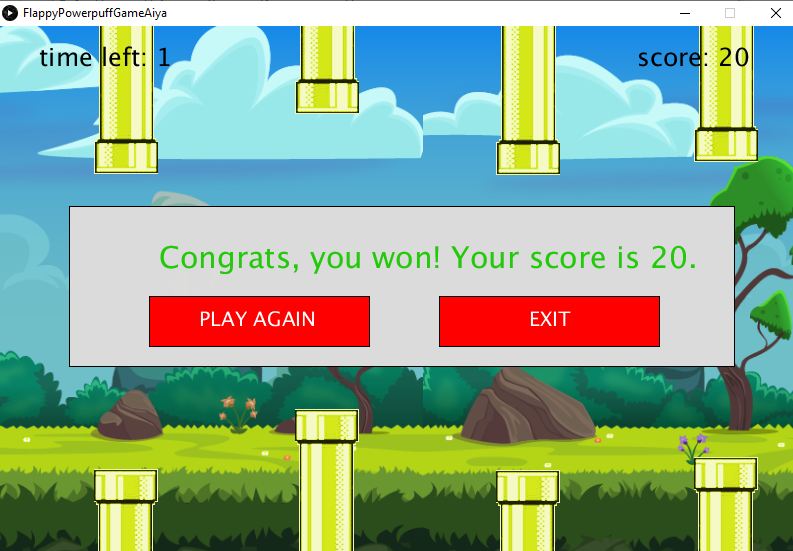 FlappyPowerpuffGameAiya
time left: 1
score: 20
Congrats, you won! Your score is 20.
PLAY AGAIN
EXIT